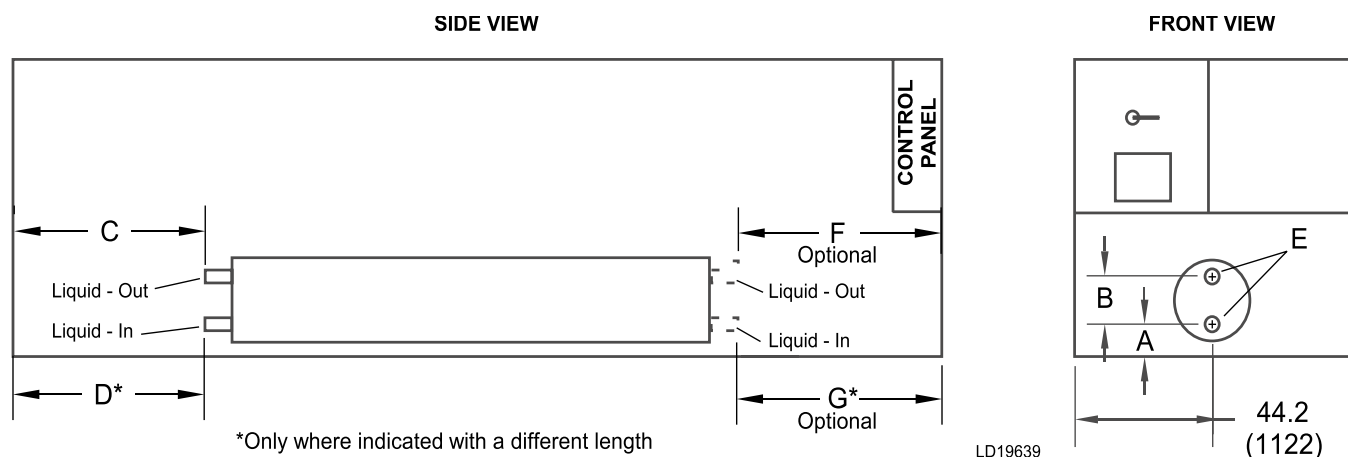 SIDE VIEW
FRONT VIEW
CONTROL
PANEL
C
F
Optional
Liquid - Out
Liquid - Out
Liquid - In
Liquid - In
D*
G*
Optional
*Only where indicated with a different length
LD19639
E
B
A
44.2
(1122)